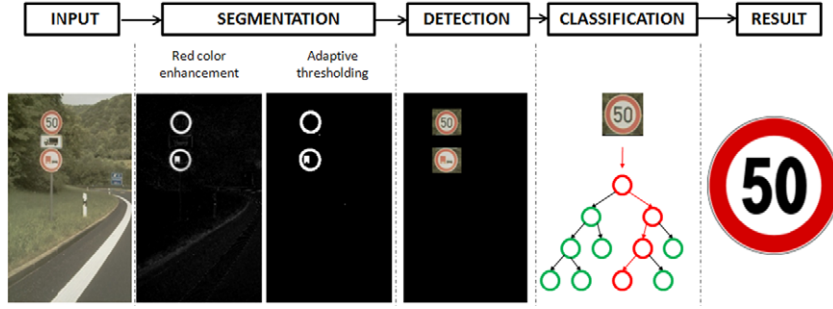 INPUT
SEGMENTATION
DETECTION
CLASSIFICATION
RESULT
Red color
enhancement
Adaptive
thresholding
50
50
50
50